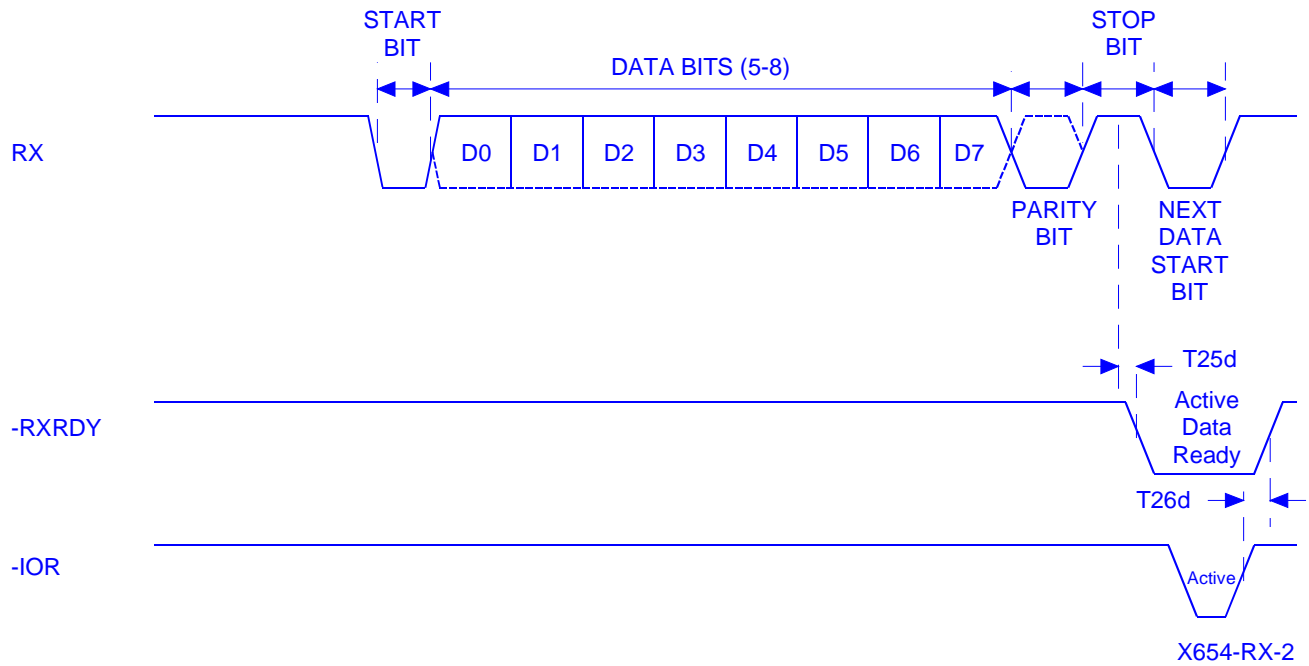 START
BIT
STOP
BIT
DATA BITS (5-8)
RX
D0 D1 D2 D3 D4 D5 D6 D7
PARITY
BIT
NEXT
DATA
START
BIT
T25d
-RXRDY
Active
Data
Ready
T26d
-IOR
Active
X654-RX-2